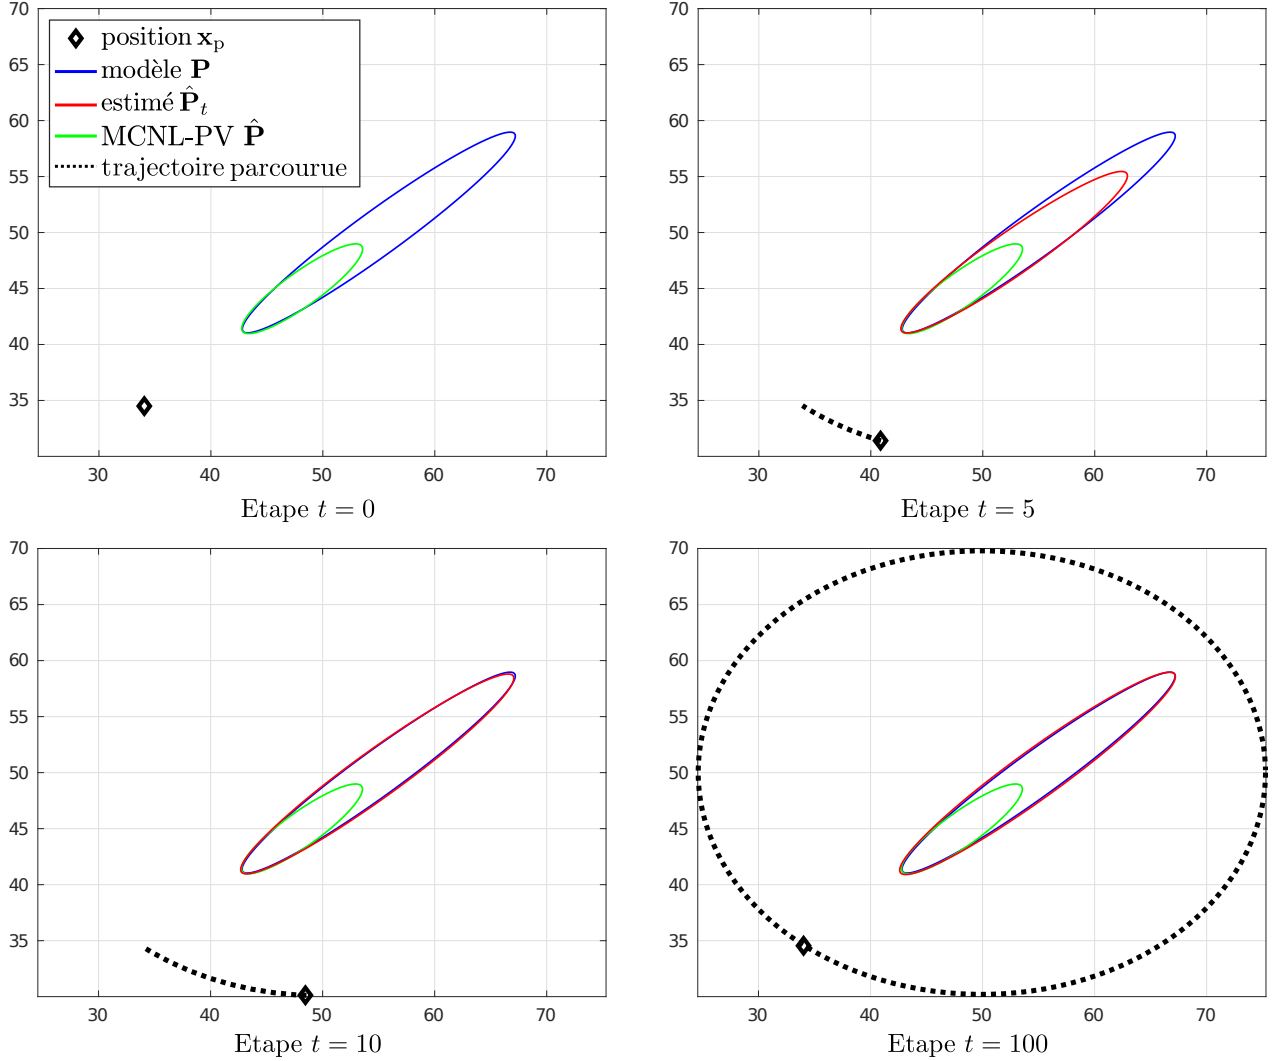 70
65
60
55
50
45
40
35
position x_p
modèle P
estimé P̂_t
MCNL-PV P̂
trajectoire parcourue
30 40 50 60 70
Etape t = 0
70
65
60
55
50
45
40
35
30 40 50 60 70
Etape t = 5
70
65
60
55
50
45
40
35
30 40 50 60 70
Etape t = 10
70
65
60
55
50
45
40
35
30 40 50 60 70
Etape t = 100